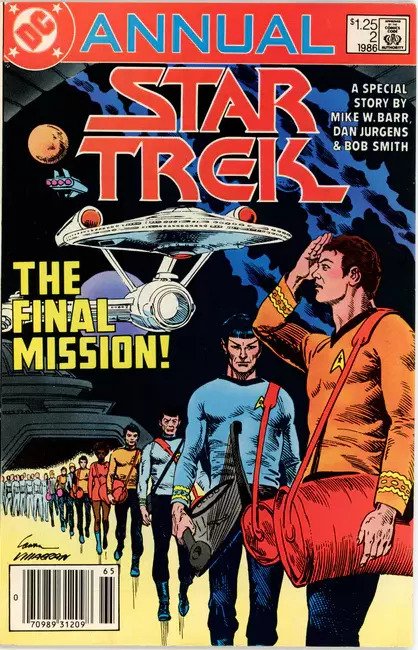 DC
ANNUAL
$1.25
2
1986
APPROVED
BY THE
COMICS
CODE
AUTHORITY
STAR
TREK
A SPECIAL
STORY BY
MIKE W. BARR,
DAN JURGENS
& BOB SMITH
THE
FINAL
MISSION!
65
0
70989 31209